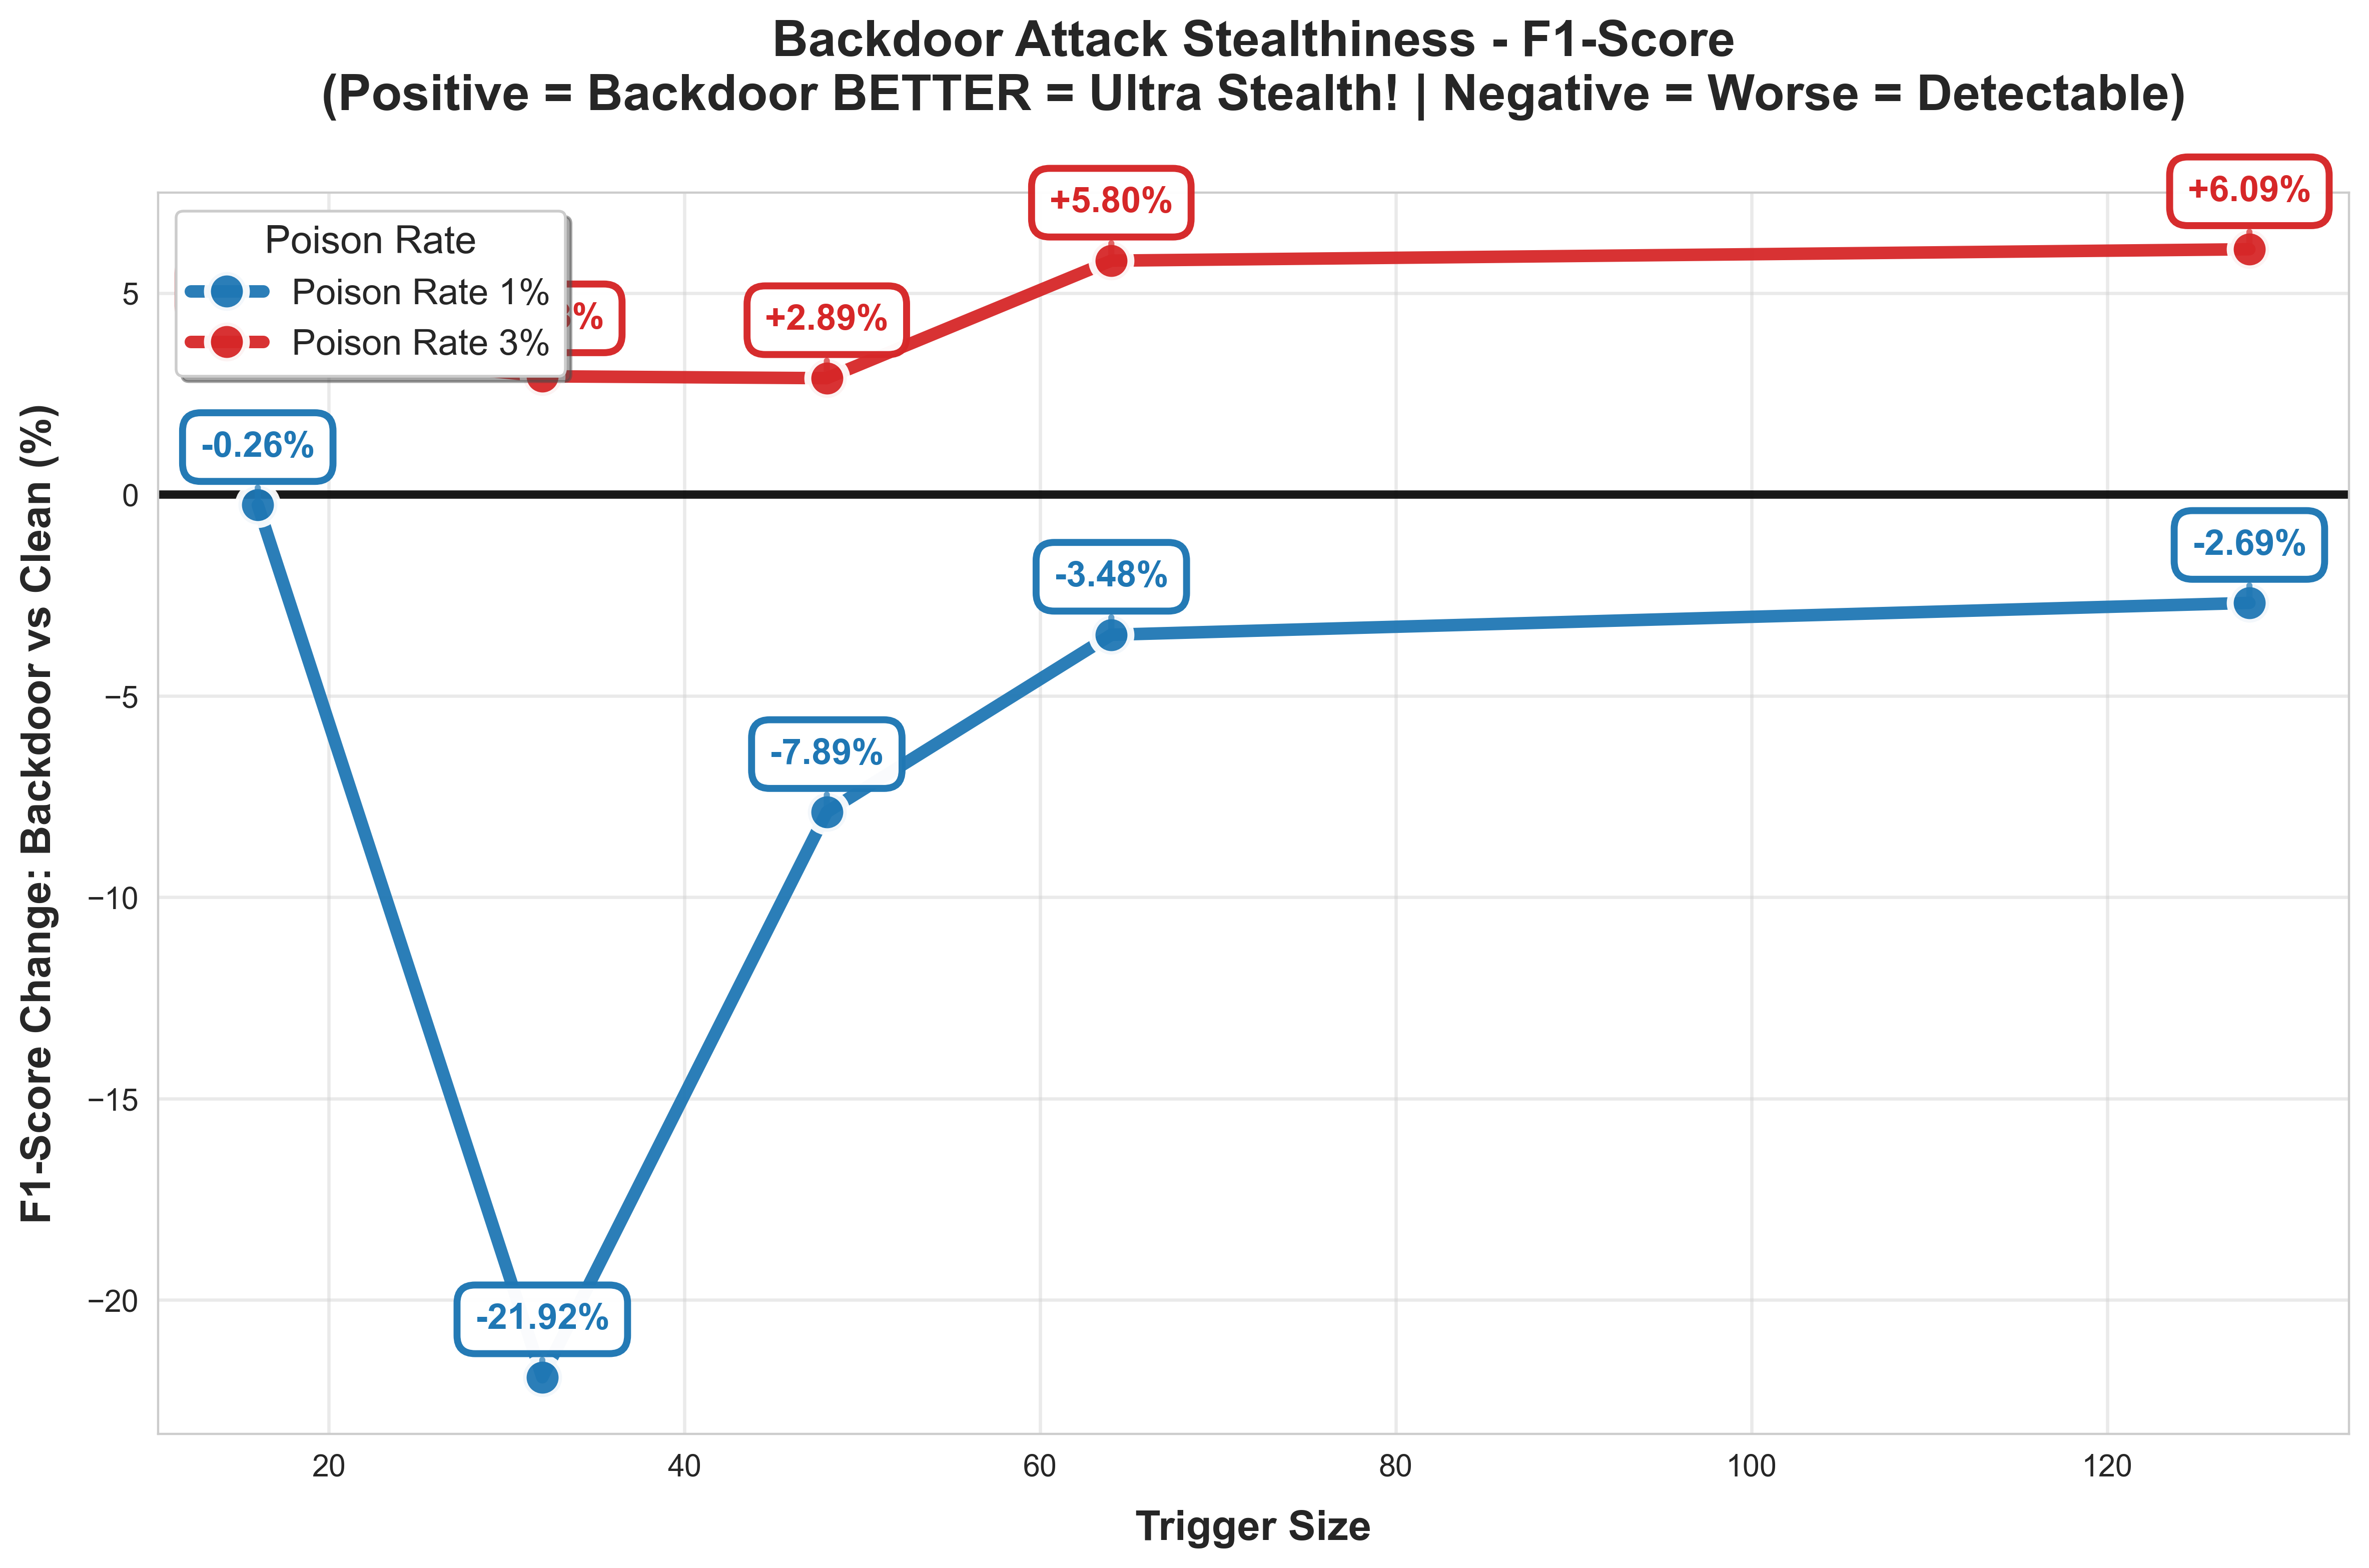 Backdoor Attack Stealthiness - F1-Score
(Positive = Backdoor BETTER = Ultra Stealth! | Negative = Worse = Detectable)
F1-Score Change: Backdoor vs Clean (%)
Poison Rate
Poison Rate 1%
Poison Rate 3%
+2.89%
+5.80%
+6.09%
-0.26%
-21.92%
-7.89%
-3.48%
-2.69%
5
0
−5
−10
−15
−20
20
40
60
80
100
120
Trigger Size